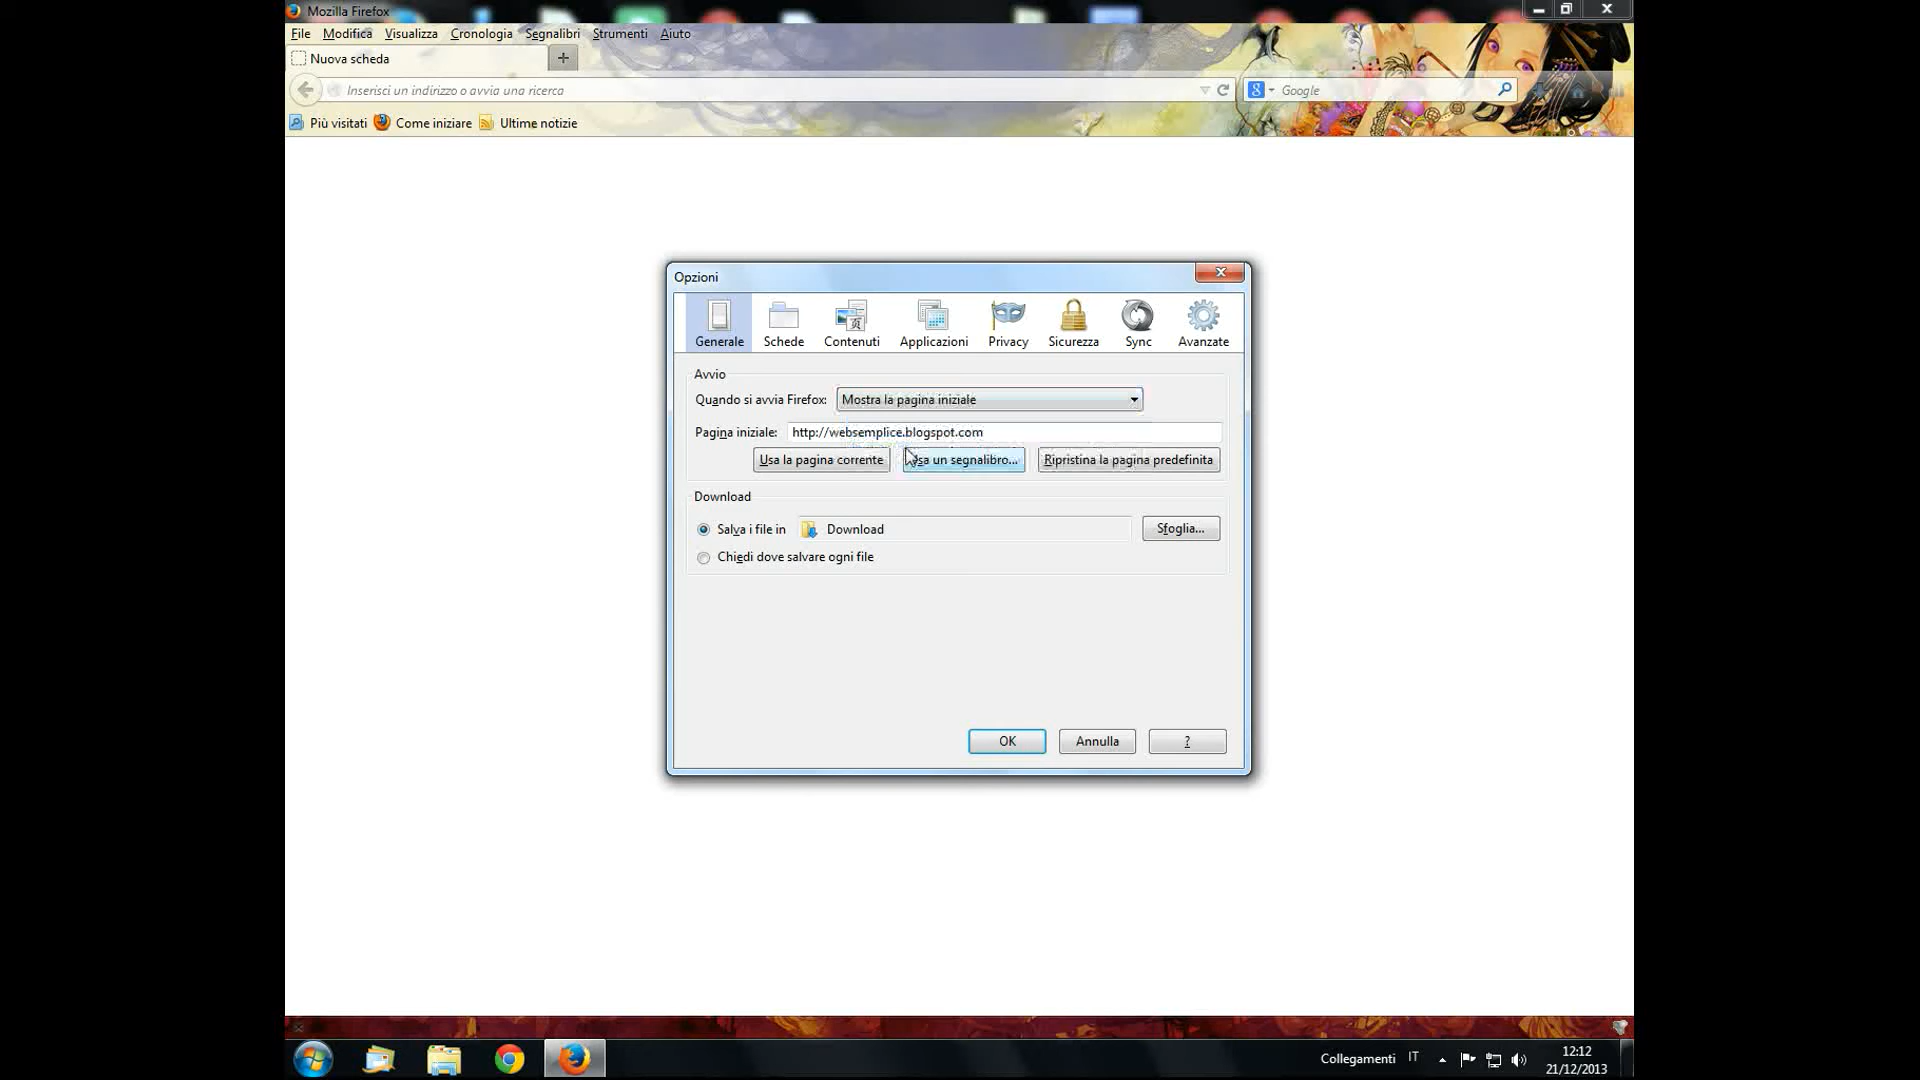 Mozilla Firefox
File Modifica Visualizza Cronologia Segnalibri Strumenti Aiuto
Nuova scheda
Inserisci un indirizzo o avvia una ricerca
Google
Più visitati Come iniziare Ultime notizie
Opzioni
Generale Schede Contenuti Applicazioni Privacy Sicurezza Sync Avanzate
Avvio
Quando si avvia Firefox: Mostra la pagina iniziale
Pagina iniziale: http://websemplice.blogspot.com
Usa la pagina corrente Usa un segnalibro... Ripristina la pagina predefinita
Download
Salva i file in Download Sfoglia...
Chiedi dove salvare ogni file
OK Annulla ?
Collegamenti IT 12:12
21/12/2013